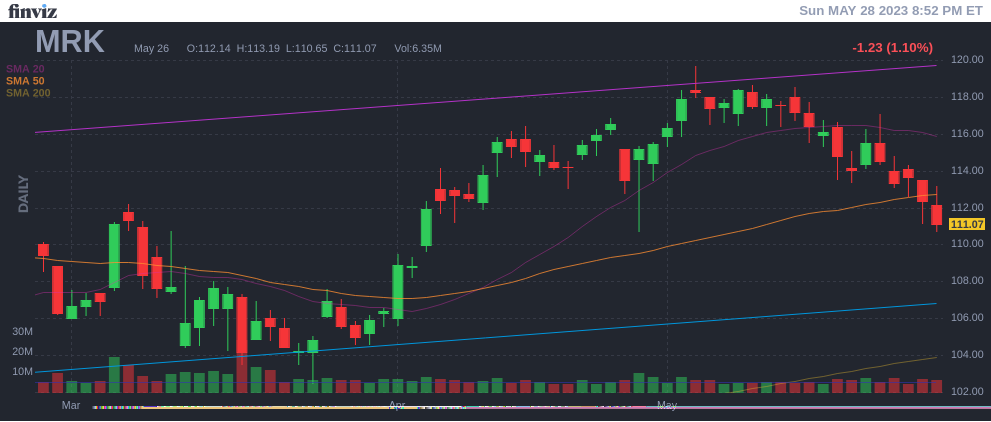 finviz
Sun MAY 28 2023 8:52 PM ET
MRK
May 26 O:112.14 H:113.19 L:110.65 C:111.07 Vol:6.35M
-1.23 (1.10%)
SMA 20
SMA 50
SMA 200
DAILY
120.00
118.00
116.00
114.00
112.00
111.07
110.00
108.00
106.00
104.00
102.00
30M
20M
10M
Mar
Apr
May